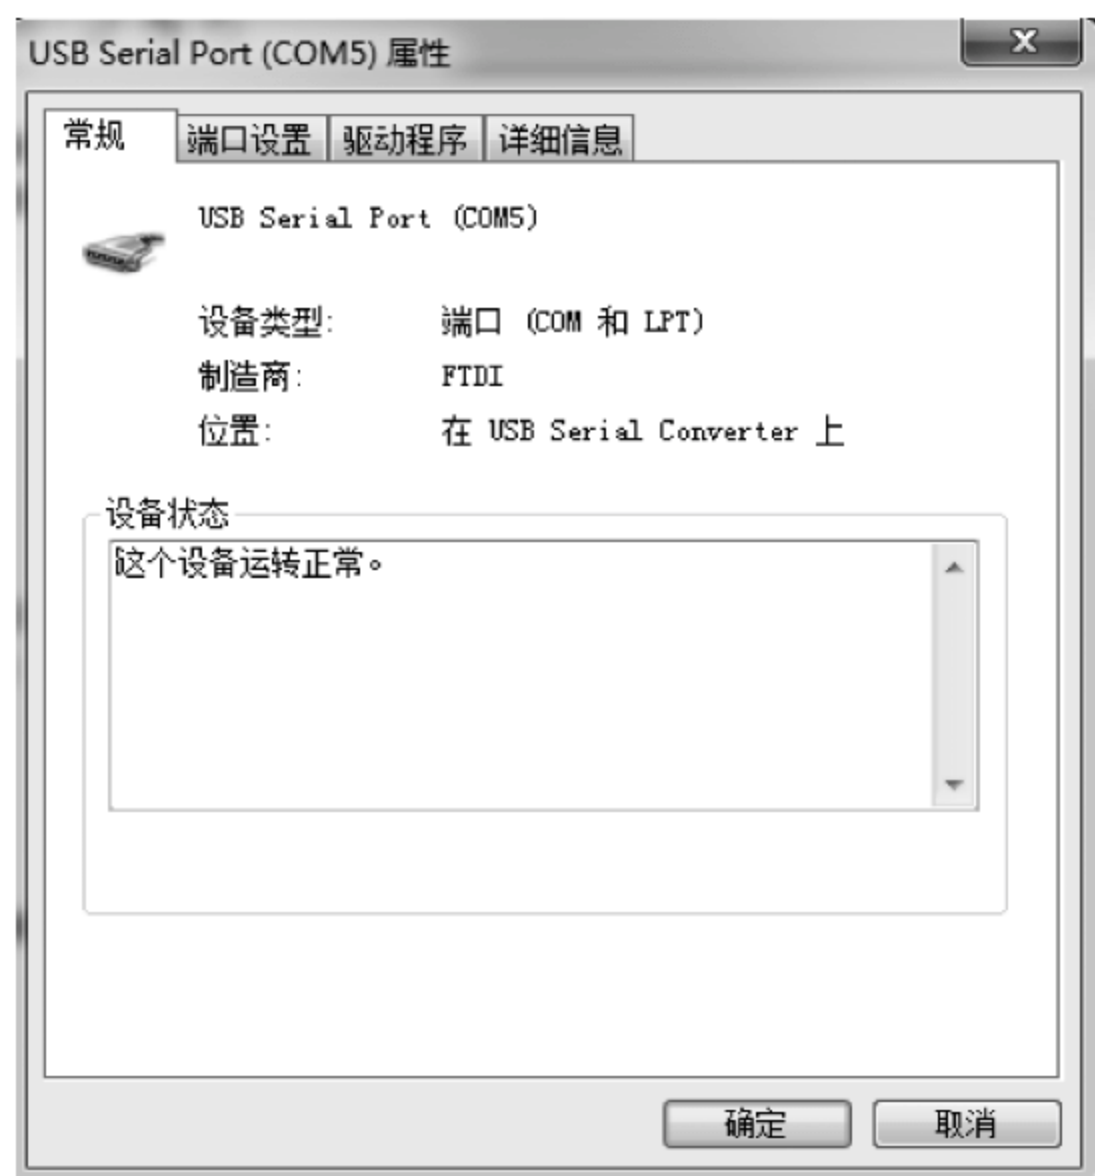 USB Serial Port (COM5) 属性
X
常规 端口设置 驱动程序 详细信息
USB Serial Port (COM5)
设备类型: 端口 (COM 和 LPT)
制造商: FTDI
位置: 在 USB Serial Converter 上
设备状态
这个设备运转正常。
确定 取消